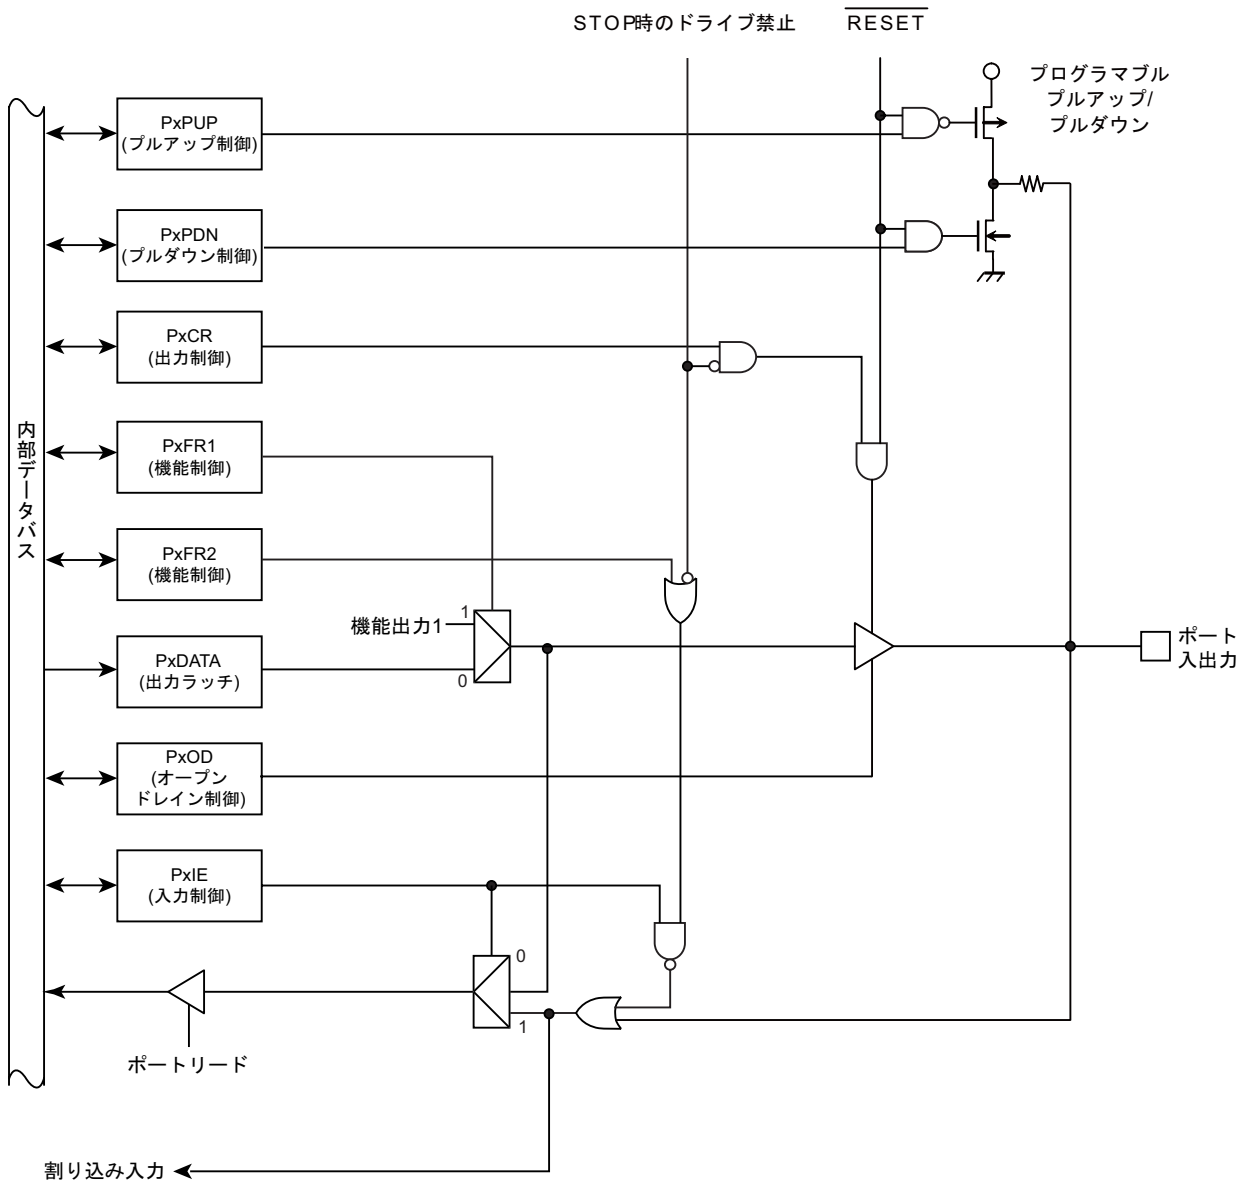 STOP時のドライブ禁止
RESET
プログラマブル
プルアップ/
プルダウン
PxPUP
(プルアップ制御)
PxPDN
(プルダウン制御)
PxCR
(出力制御)
内部データバス
PxFR1
(機能制御)
PxFR2
(機能制御)
機能出力1
1
0
PxDATA
(出力ラッチ)
ポート
入出力
PxOD
(オープン
ドレイン制御)
PxIE
(入力制御)
0
1
ポートリード
割り込み入力